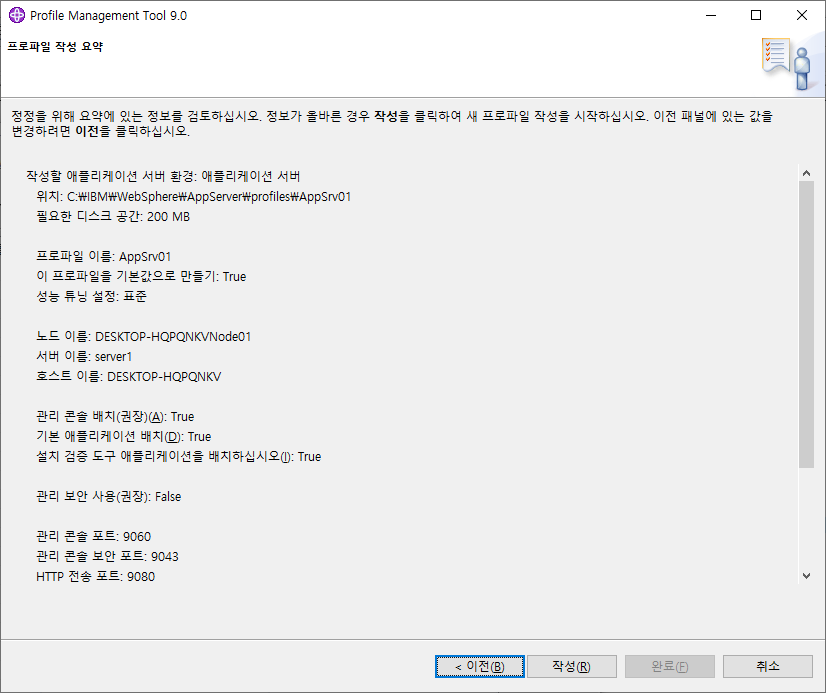 Profile Management Tool 9.0
프로파일 작성 요약
정정을 위해 요약에 있는 정보를 검토하십시오. 정보가 올바른 경우 작성을 클릭하여 새 프로파일 작성을 시작하십시오. 이전 패널에 있는 값을
변경하려면 이전을 클릭하십시오.
작성할 애플리케이션 서버 환경: 애플리케이션 서버
위치: C:₩IBM₩WebSphere₩AppServer₩profiles₩AppSrv01
필요한 디스크 공간: 200 MB
프로파일 이름: AppSrv01
이 프로파일을 기본값으로 만들기: True
성능 튜닝 설정: 표준
노드 이름: DESKTOP-HQPQNKVNode01
서버 이름: server1
호스트 이름: DESKTOP-HQPQNKV
관리 콘솔 배치(권장)(A): True
기본 애플리케이션 배치(D): True
설치 검증 도구 애플리케이션을 배치하십시오(I): True
관리 보안 사용(권장): False
관리 콘솔 포트: 9060
관리 콘솔 보안 포트: 9043
HTTP 전송 포트: 9080
< 이전(B)
작성(R)
완료(F)
취소